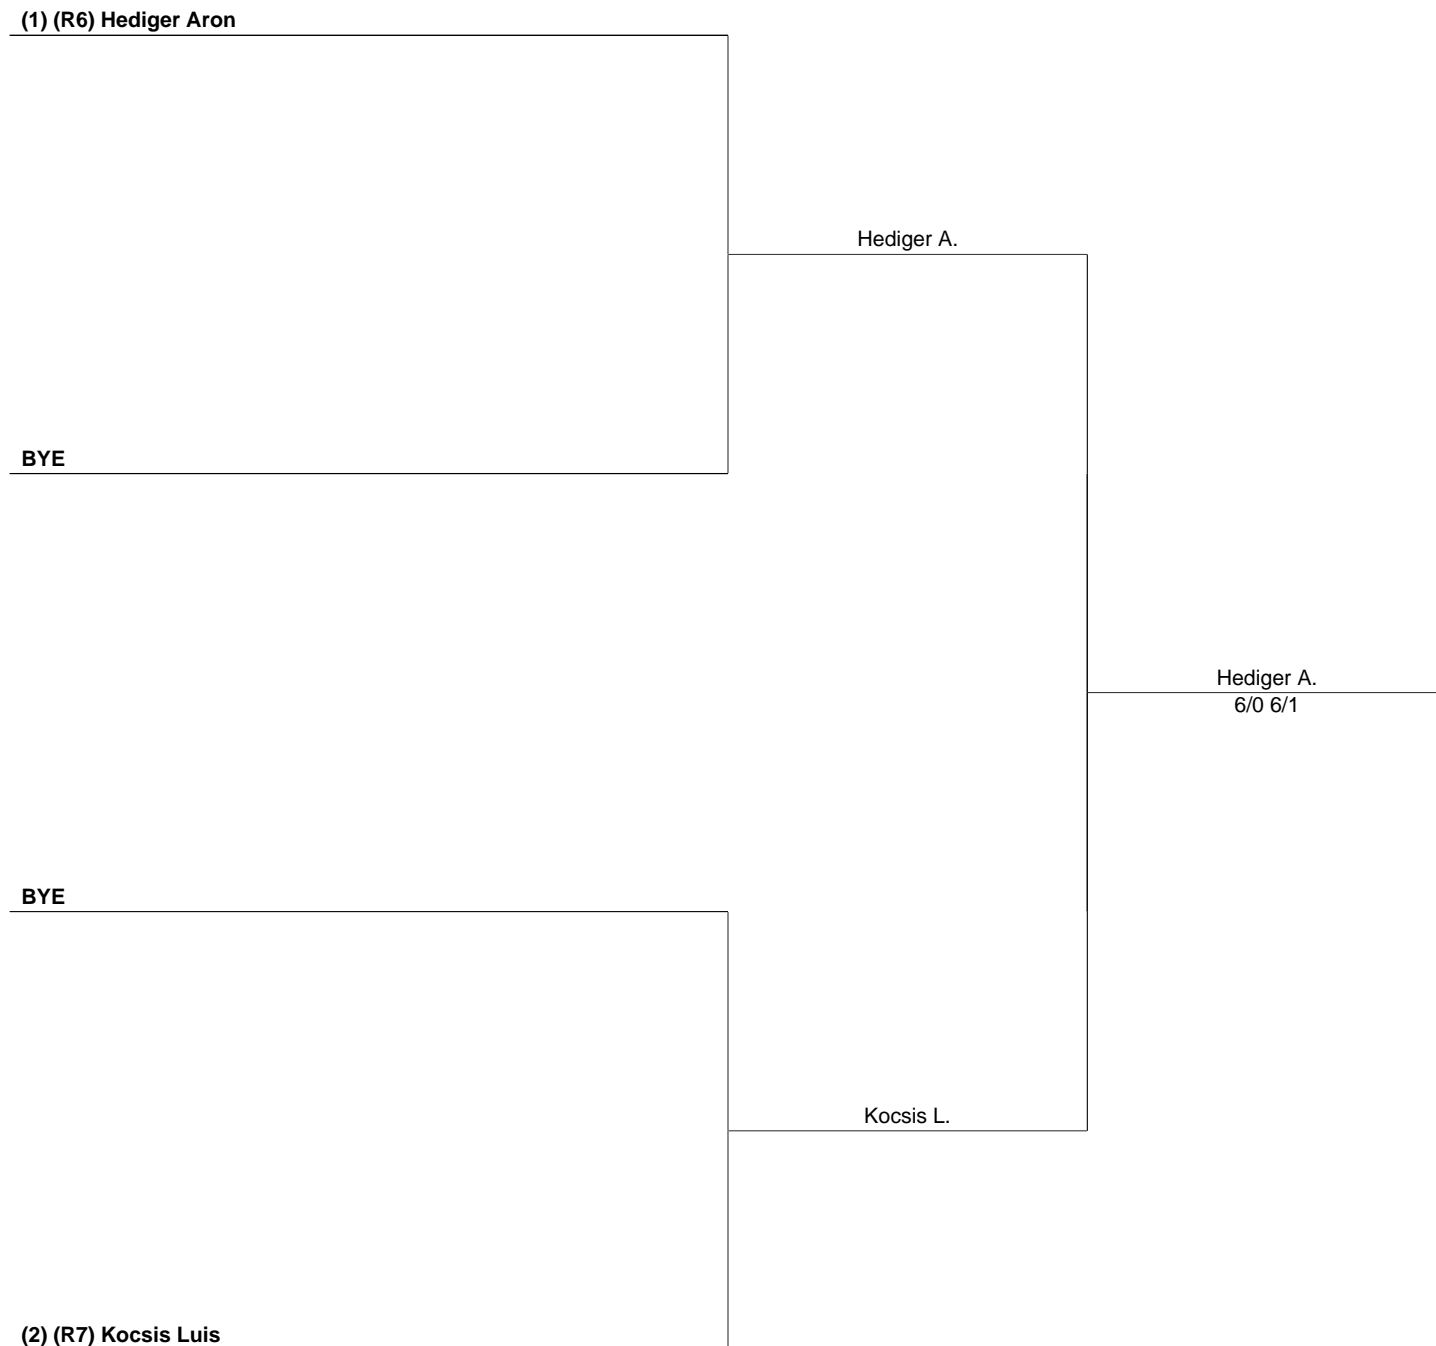 (1) (R6) Hediger Aron
Hediger A.
BYE
Hediger A.
6/0 6/1
BYE
Kocsis L.
(2) (R7) Kocsis Luis